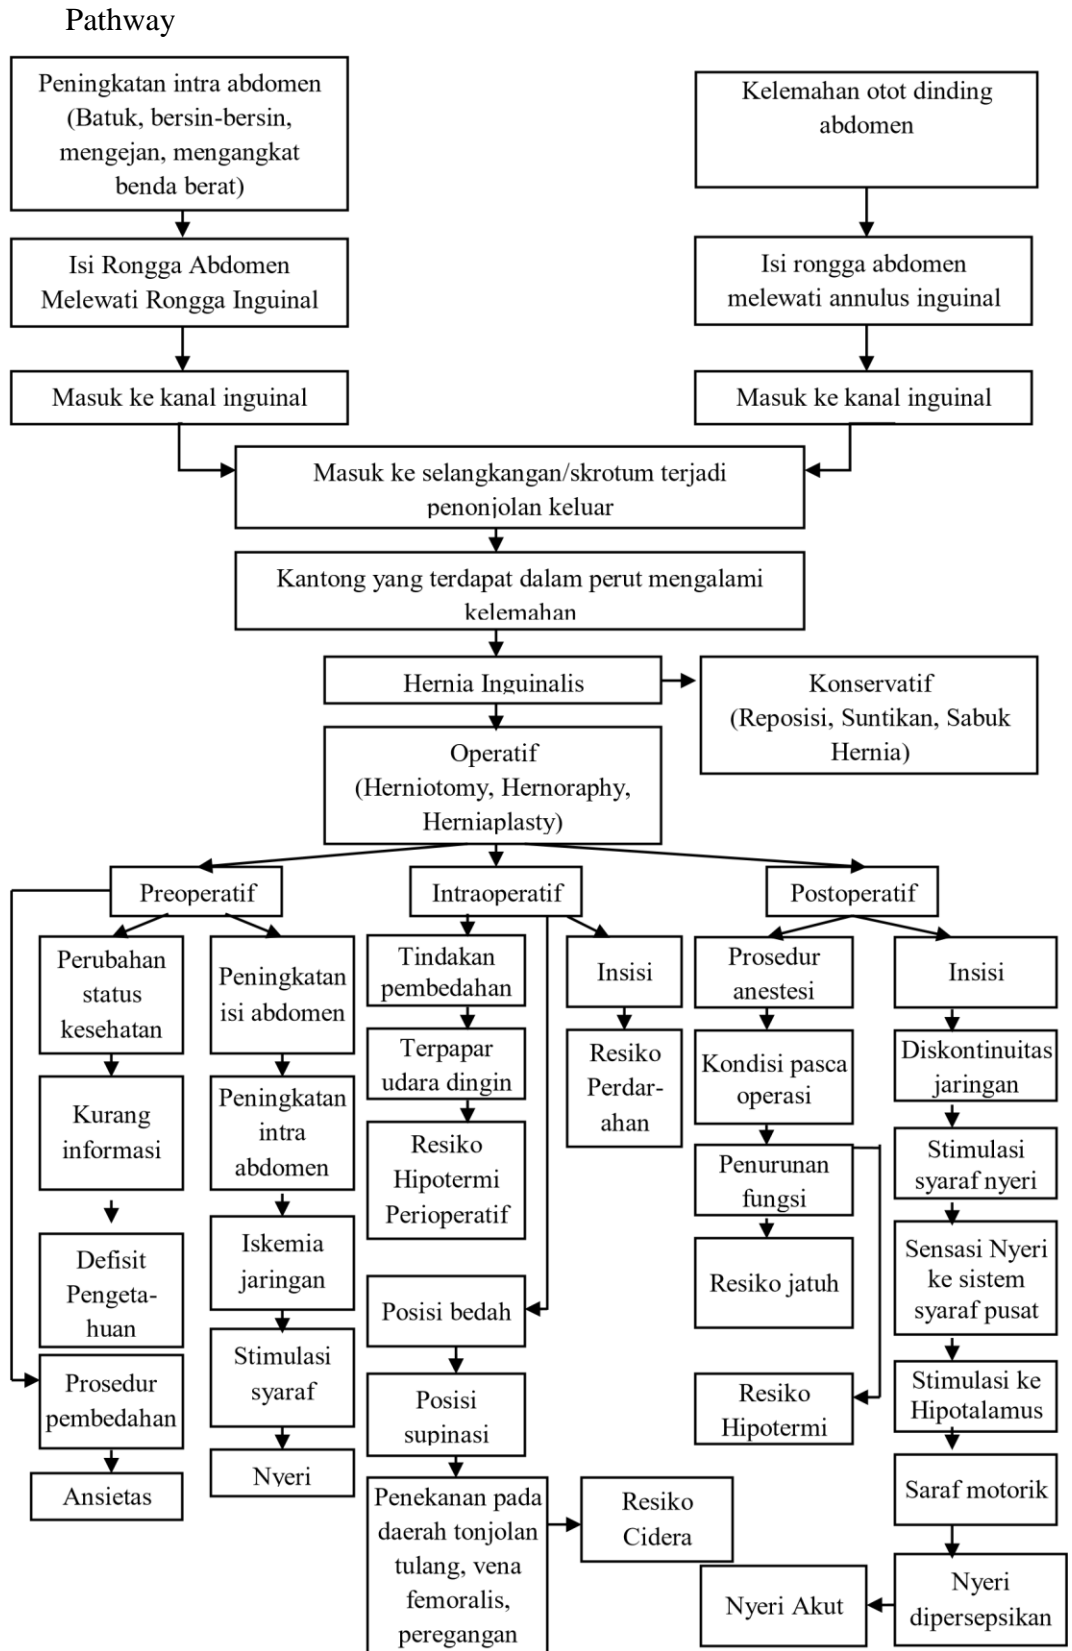 Pathway
Peningkatan intra abdomen
(Batuk, bersin-bersin,
mengejan, mengangkat
benda berat)
Kelemahan otot dinding
abdomen
Isi Rongga Abdomen
Melewati Rongga Inguinal
Isi rongga abdomen
melewati annulus inguinal
Masuk ke kanal inguinal
Masuk ke kanal inguinal
Masuk ke selangkangan/skrotum terjadi
penonjolan keluar
Kantong yang terdapat dalam perut mengalami
kelemahan
Hernia Inguinalis
Konservatif
(Reposisi, Suntikan, Sabuk
Hernia)
Operatif
(Herniotomy, Hernoraphy,
Herniaplasty)
Preoperatif
Intraoperatif
Postoperatif
Perubahan
status
kesehatan
Peningkatan
isi abdomen
Tindakan
pembedahan
Insisi
Prosedur
anestesi
Insisi
Kurang
informasi
Peningkatan
intra
abdomen
Terpapar
udara dingin
Resiko
Perdar-
ahan
Kondisi pasca
operasi
Diskontinuitas
jaringan
Resiko
Hipotermi
Perioperatif
Penurunan
fungsi
Stimulasi
syaraf nyeri
Defisit
Pengeta-
huan
Iskemia
jaringan
Posisi bedah
Resiko jatuh
Sensasi Nyeri
ke sistem
syaraf pusat
Prosedur
pembedahan
Stimulasi
syaraf
Posisi
supinasi
Resiko
Hipotermi
Stimulasi ke
Hipotalamus
Ansietas
Nyeri
Penekanan pada
daerah tonjolan
tulang, vena
femoralis,
peregangan
Resiko
Cidera
Saraf motorik
Nyeri Akut
Nyeri
dipersepsikan